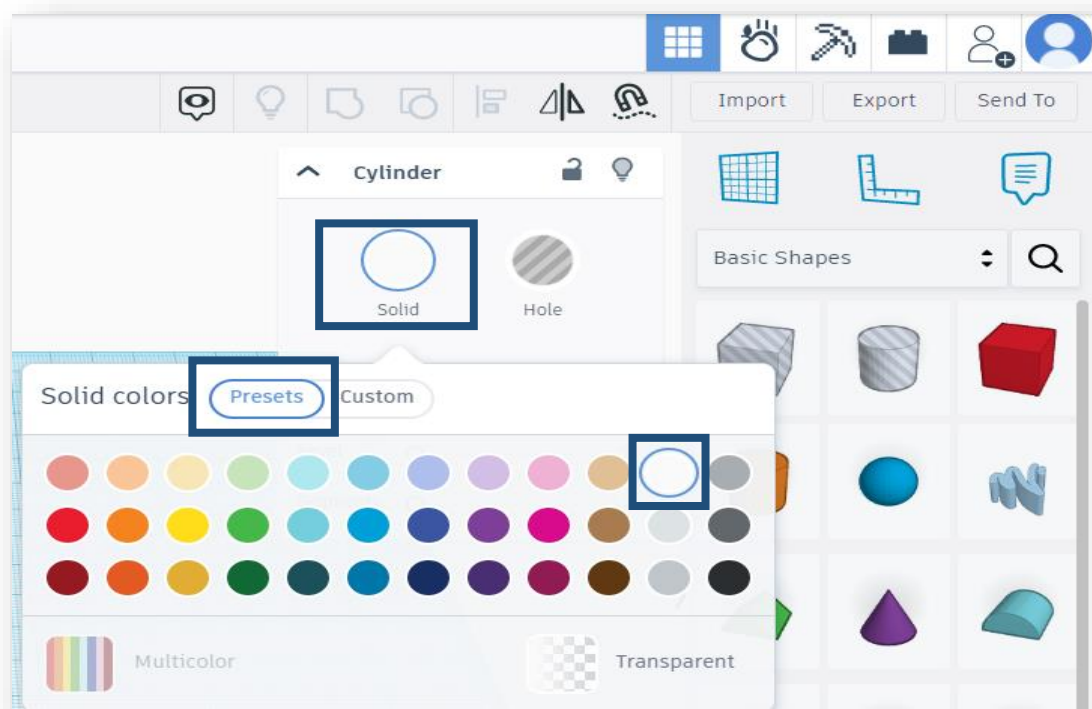 Import Export Send To
Cylinder
Basic Shapes
Solid Hole
Solid colors Presets Custom
Multicolor Transparent